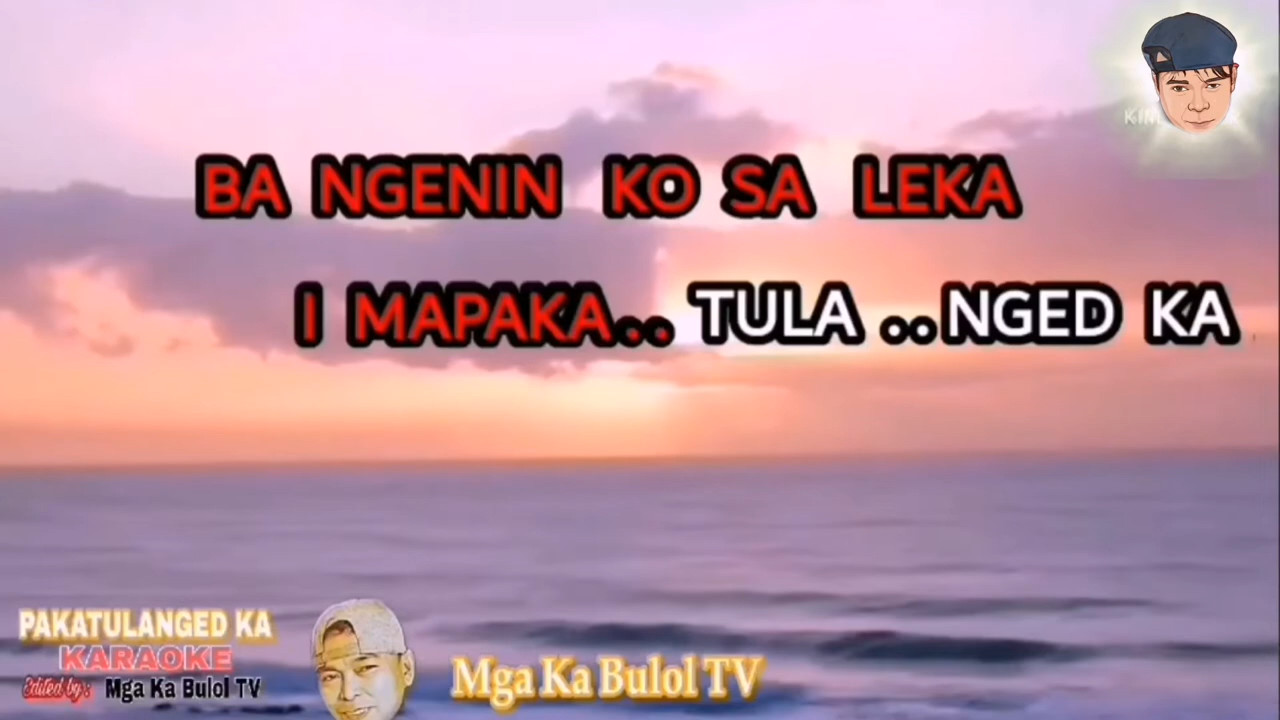 BA NGENIN KO SA LEKA
I MAPAKA.. TULA ..NGED KA
PAKATULANGED KA
KARAOKE
Edited by: Mga Ka Bulol TV
Mga Ka Bulol TV